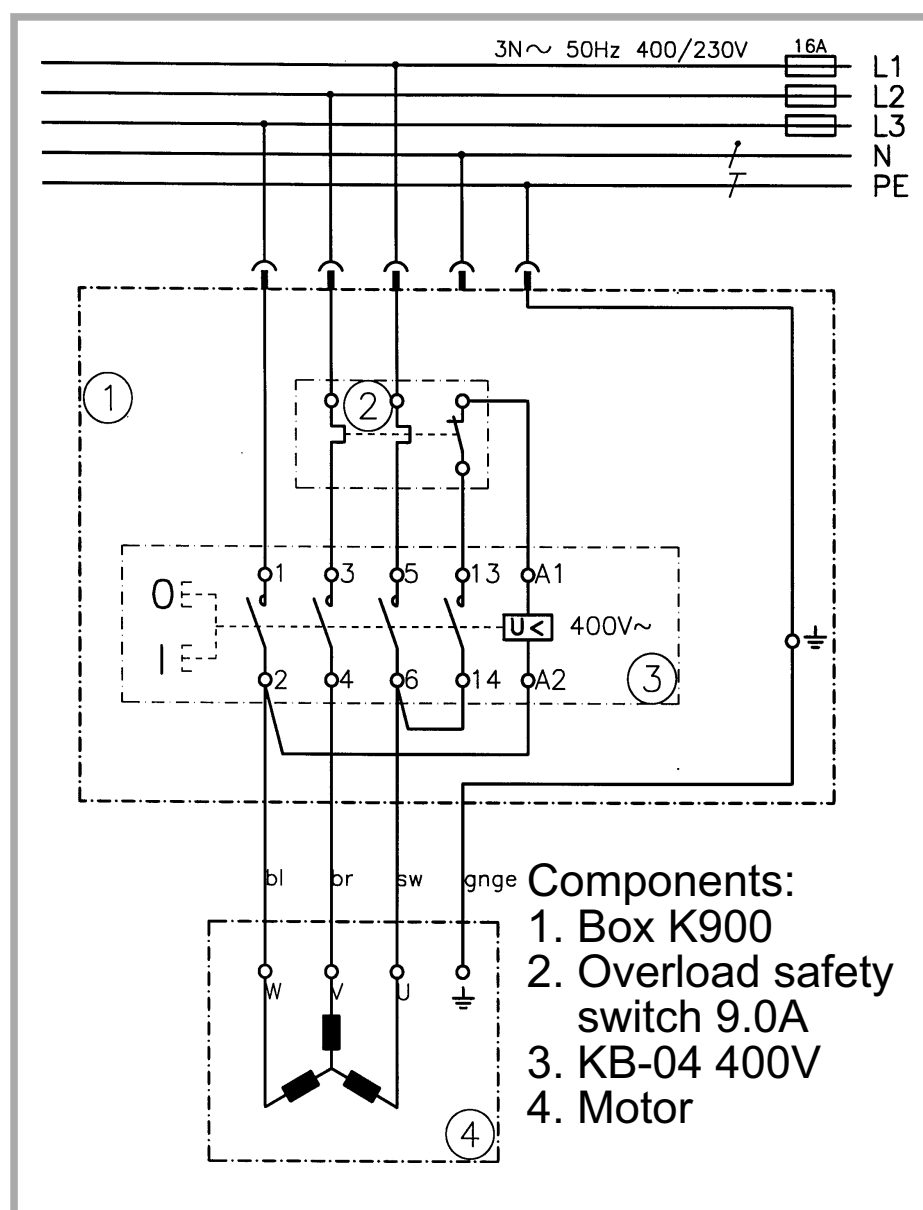 3N~ 50Hz 400/230V
16A
L1
L2
L3
N
PE
1
2
0
1 3 5 13 A1
U< 400V~
I
2 4 6 14 A2
3
bl br sw gnge
Components:
1. Box K900
2. Overload safety
switch 9.0A
3. KB-04 400V
4. Motor
W V U
4